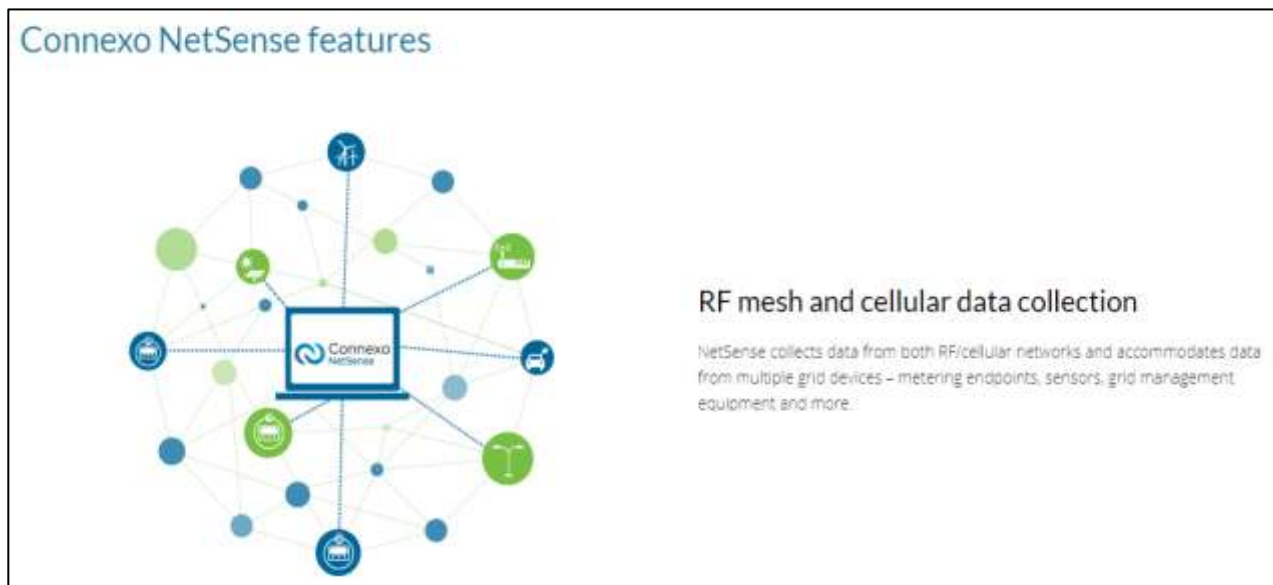 Connexo NetSense features
Connexo
NetSense
RF mesh and cellular data collection
NetSense collects data from both RF/cellular networks and accommodates data
from multiple grid devices – metering endpoints, sensors, grid management
equipment and more.